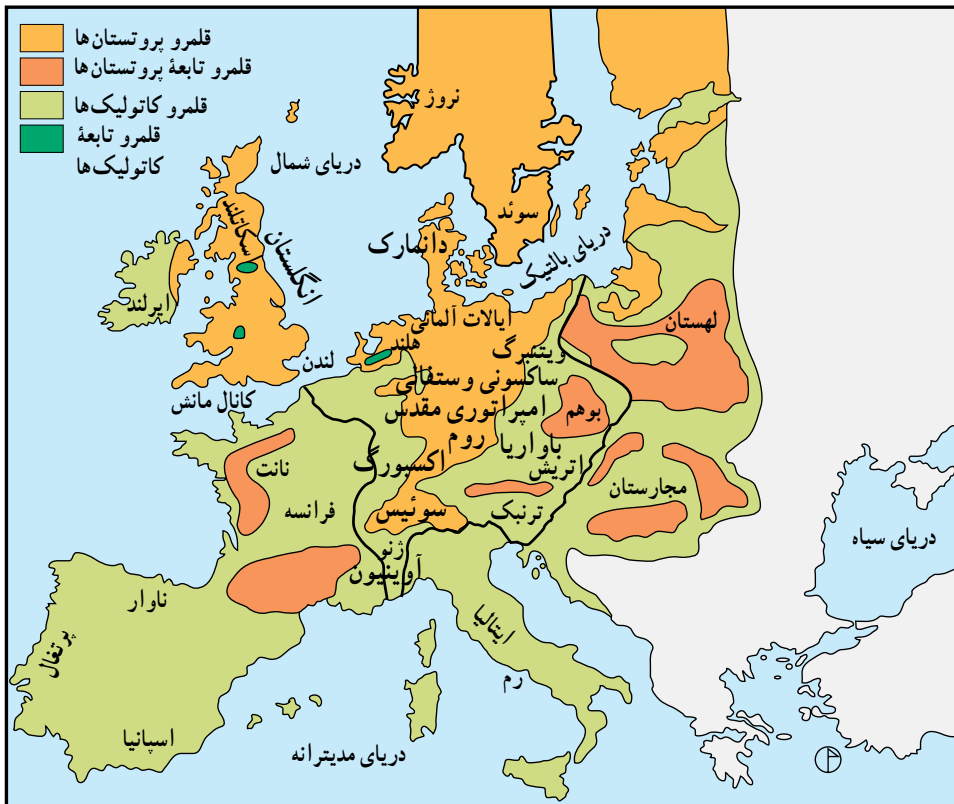 قلمرو پروتستان‌ها
قلمرو تابعهٔ پروتستان‌ها
قلمرو کاتولیک‌ها
قلمرو تابعهٔ
کاتولیک‌ها
نروژ
دریای شمال
سوئد
اسکاتلند
انگلستان
دانمارک
دریای بالتیک
ایرلند
ایالات آلمانی
هلند
لهستان
ویتنبرگ
لندن
ساکسونی وستفالی
کانال مانش
امپراتوری مقدس
روم
بوهم
باواریا
اتریش
نانت
اکسبورگ
مجارستان
فرانسه
سوئیس
ترنبک
دریای سیاه
ژنو
آوینیون
ناوار
پرتغال
ایتالیا
رم
اسپانیا
دریای مدیترانه